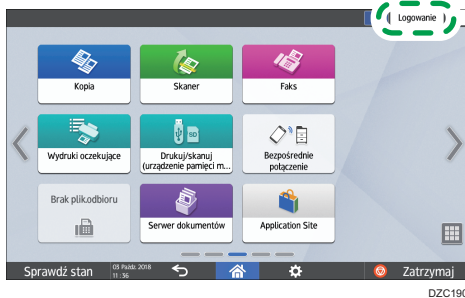 Logowanie
Kopia
Skaner
Faks
SD
Wydruki oczekujące
Drukuj/skanuj
(urządzenie pamięci m...
Bezpośrednie
połączenie
Brak plikodbioru
Serwer dokumentów
Application Site
Sprawdź stan
03 Paźdz. 2018
11 : 36
Zatrzymaj
DZC190